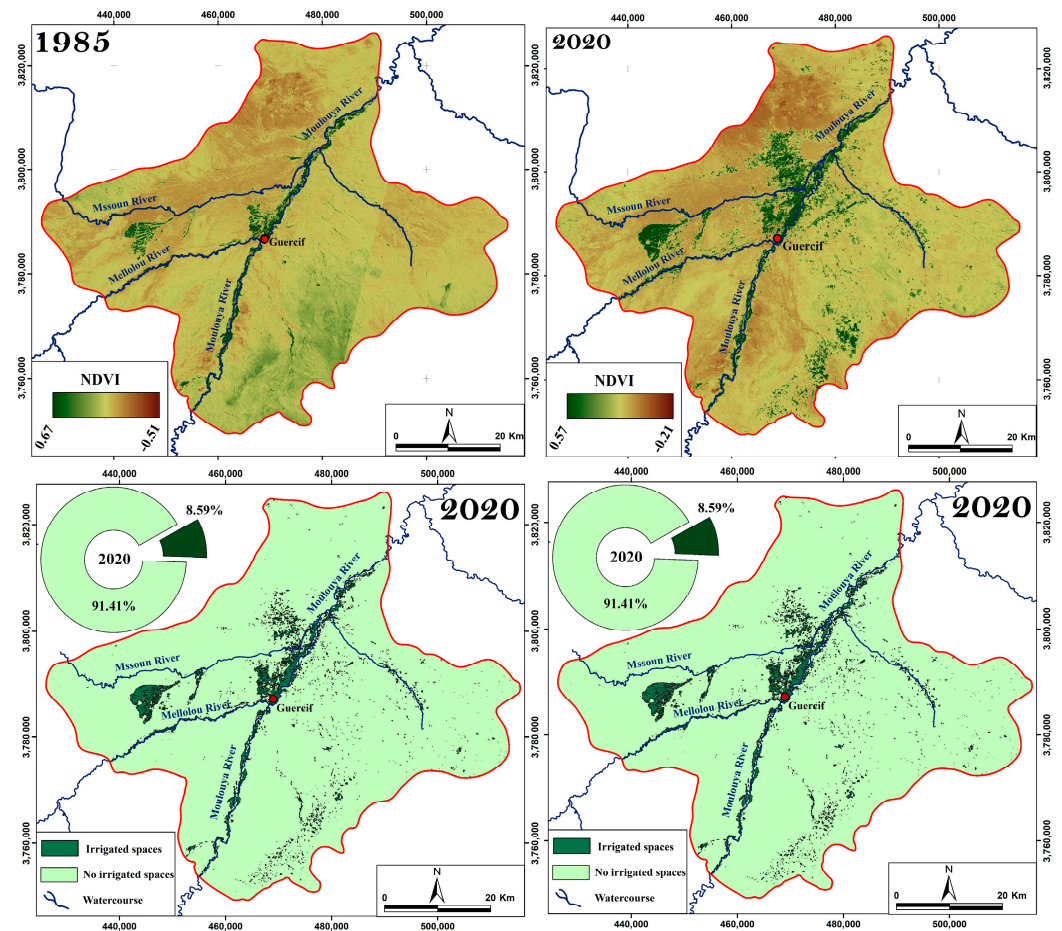 440,000 460,000 480,000 500,000
1985
3,820,000
3,800,000
3,780,000
3,760,000
Moulouya River
Mssoun River
Mellolou River
Guercif
Moulouya River
NDVI
0.67 -0.51
N
0 20 Km
440,000 460,000 480,000 500,000
2020
Moulouya River
Mssoun River
Mellolou River
Guercif
Moulouya River
NDVI
0.57 -0.21
N
0 20 Km
3,820,000
3,800,000
3,780,000
3,760,000
440,000 460,000 480,000 500,000
440,000 460,000 480,000 500,000
2020
8.59%
2020
91.41%
3,822,000
3,800,000
3,780,000
3,760,000
Moulouya River
Mssoun River
Mellolou River
Guercif
Moulouya River
Irrigated spaces
No irrigated spaces
Watercourse
N
0 20 Km
440,000 460,000 480,000 500,000
2020
8.59%
2020
91.41%
Moulouya River
Mssoun River
Mellolou River
Guercif
Moulouya River
Irrigated spaces
No irrigated spaces
Watercourse
N
0 20 Km
3,820,000
3,800,000
3,780,000
3,760,000
440,000 460,000 480,000 500,000